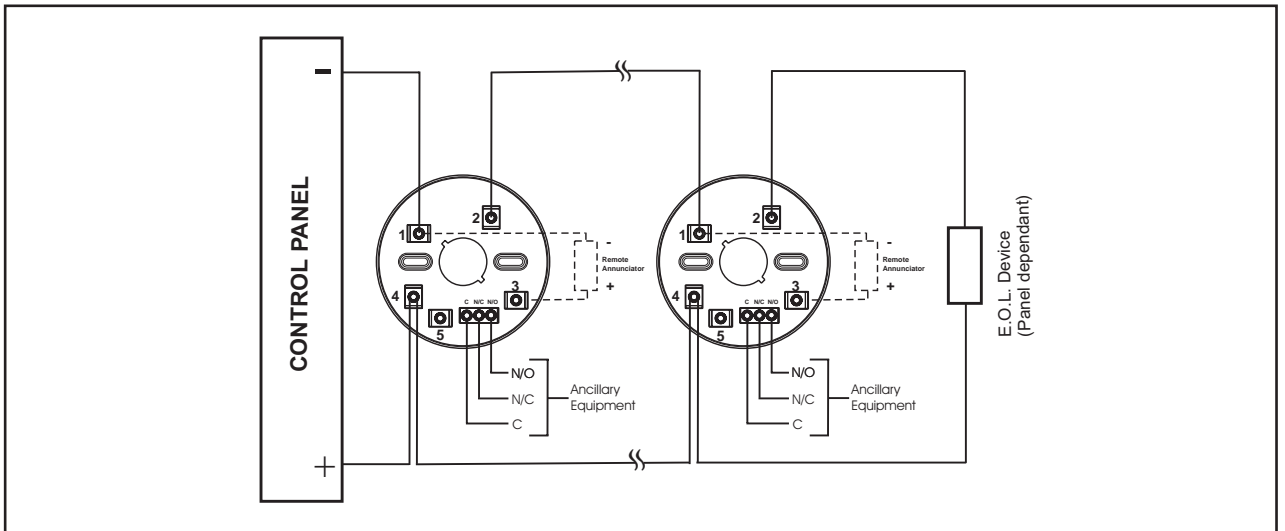 CONTROL PANEL
-
+
1
2
3
4
5
C N/C N/O
-
Remote
Annunciator
+
N/O
N/C
C
Ancillary
Equipment
1
2
3
4
5
C N/C N/O
-
Remote
Annunciator
+
N/O
N/C
C
Ancillary
Equipment
E.O.L. Device
(Panel dependant)